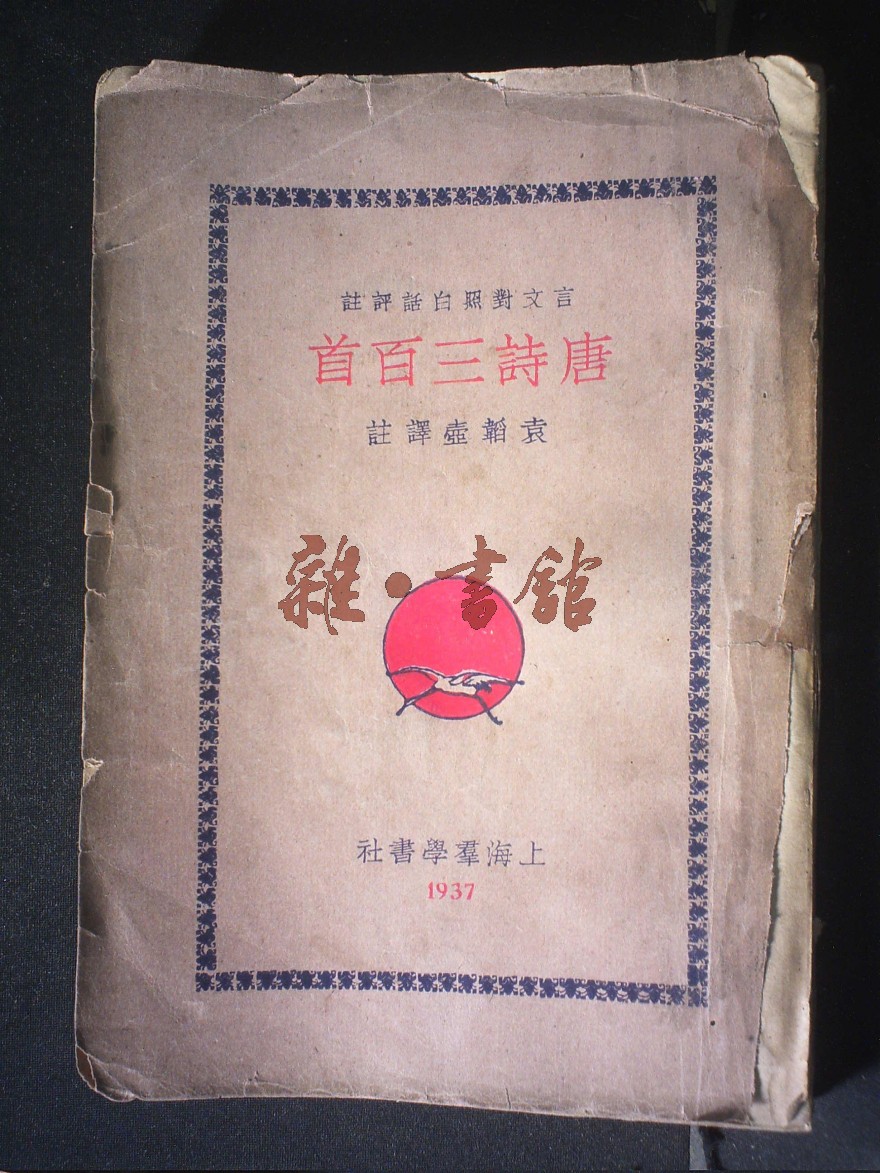 言文對照白話評註
唐詩三百首
袁韜壺譯註
雜·書館
上海羣學書社
1937